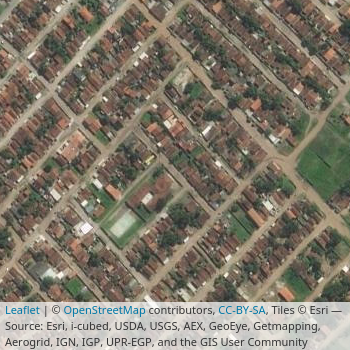 Leaflet | © OpenStreetMap contributors, CC-BY-SA, Tiles © Esri —
Source: Esri, i-cubed, USDA, USGS, AEX, GeoEye, Getmapping,
Aerogrid, IGN, IGP, UPR-EGP, and the GIS User Community